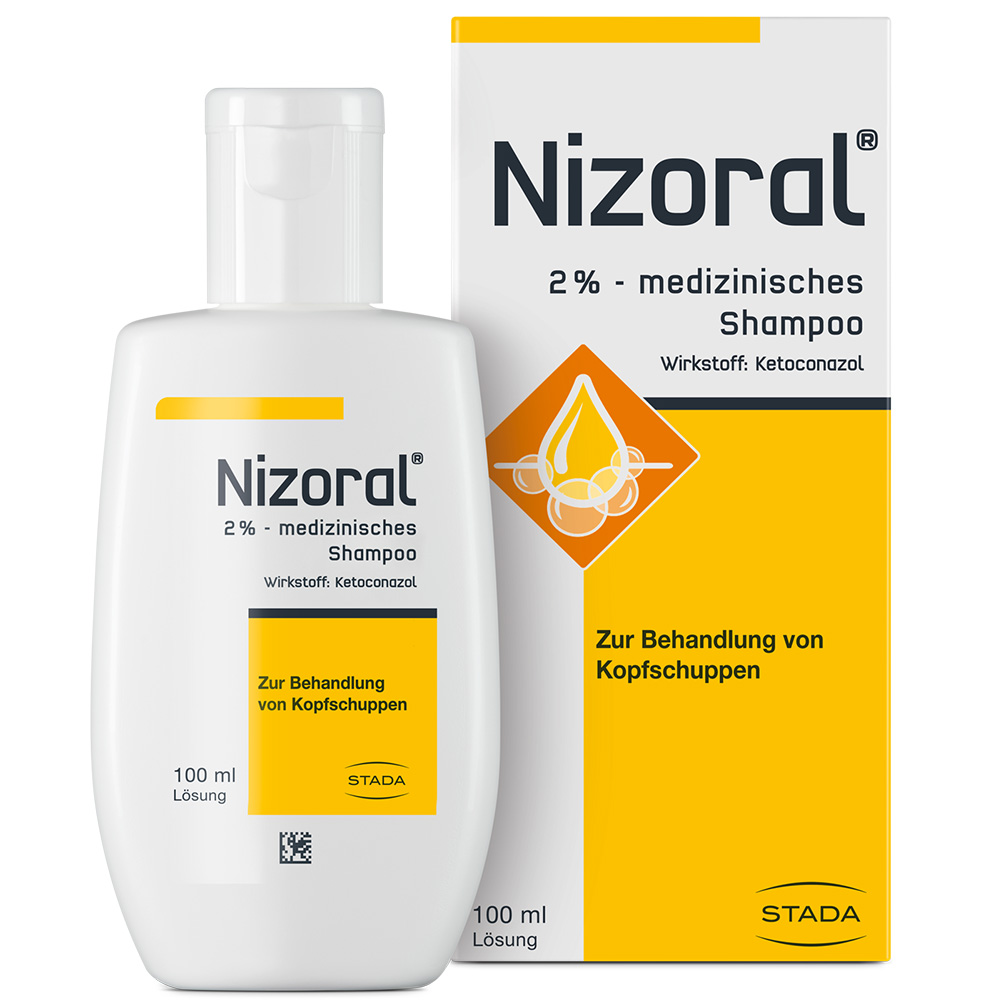 Nizoral®
2% - medizinisches
Shampoo
Wirkstoff: Ketoconazol
Zur Behandlung
von Kopfschuppen
100 ml
Lösung
STADA
Nizoral®
2% - medizinisches
Shampoo
Wirkstoff: Ketoconazol
Zur Behandlung von
Kopfschuppen
100 ml
Lösung
STADA